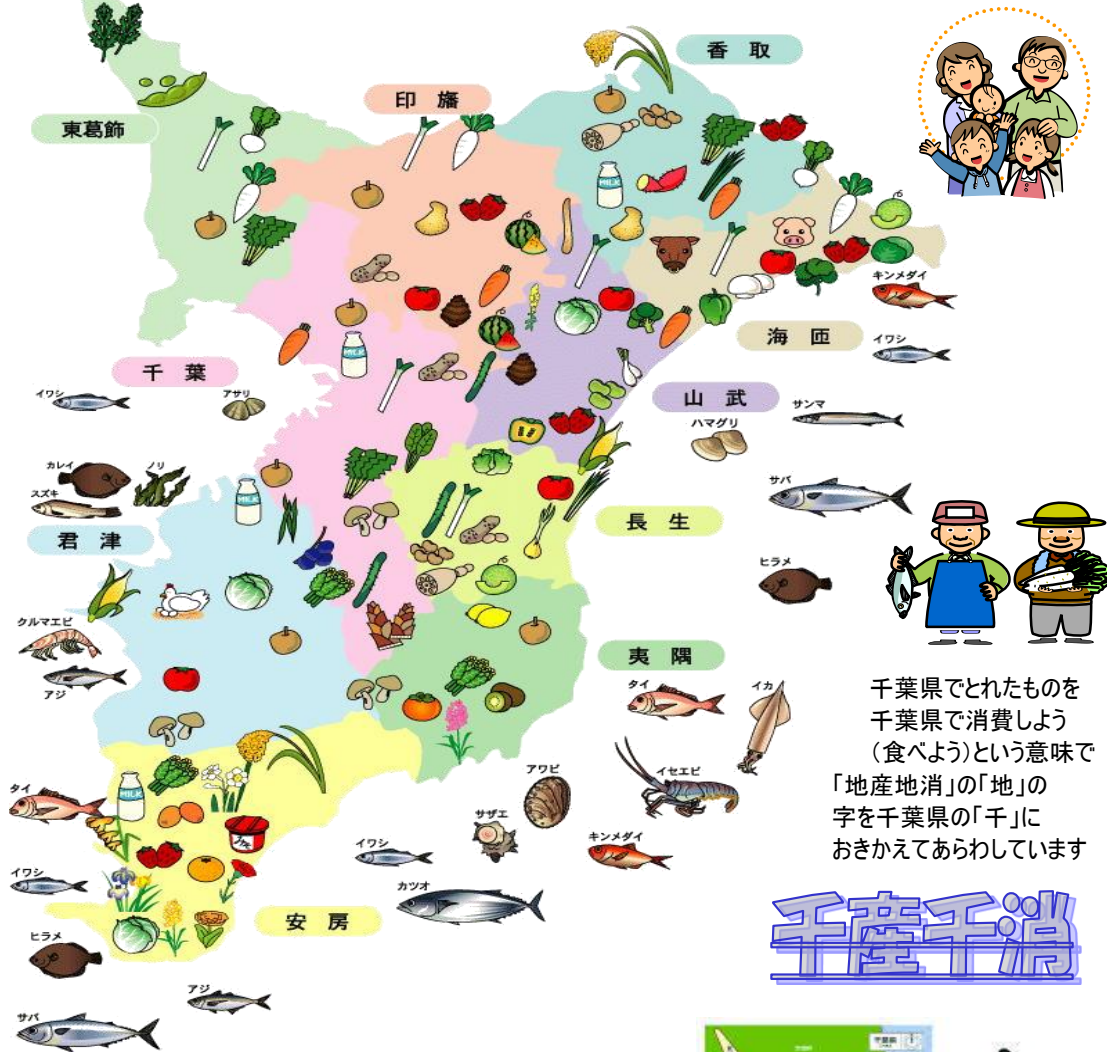 香取
印旛
東葛飾
MILK
キンメダイ
海匝
イワシ
MILK
千葉
イワシ
アサリ
山武
ハマグリ
サンマ
カレイ
ノリ
スズキ
MILK
サバ
君津
長生
ヒラメ
クルマエビ
アジ
夷隅
タイ
イカ
千葉県でとれたものを
千葉県で消費しよう
(食べよう)という意味で
「地産地消」の「地」の
字を千葉県の「千」に
おきかえてあらわしています
イセエビ
アワビ
サザエ
キンメダイ
タイ
MILK
イワシ
イワシ
カツオ
安房
ヒラメ
アジ
サバ
千産千消